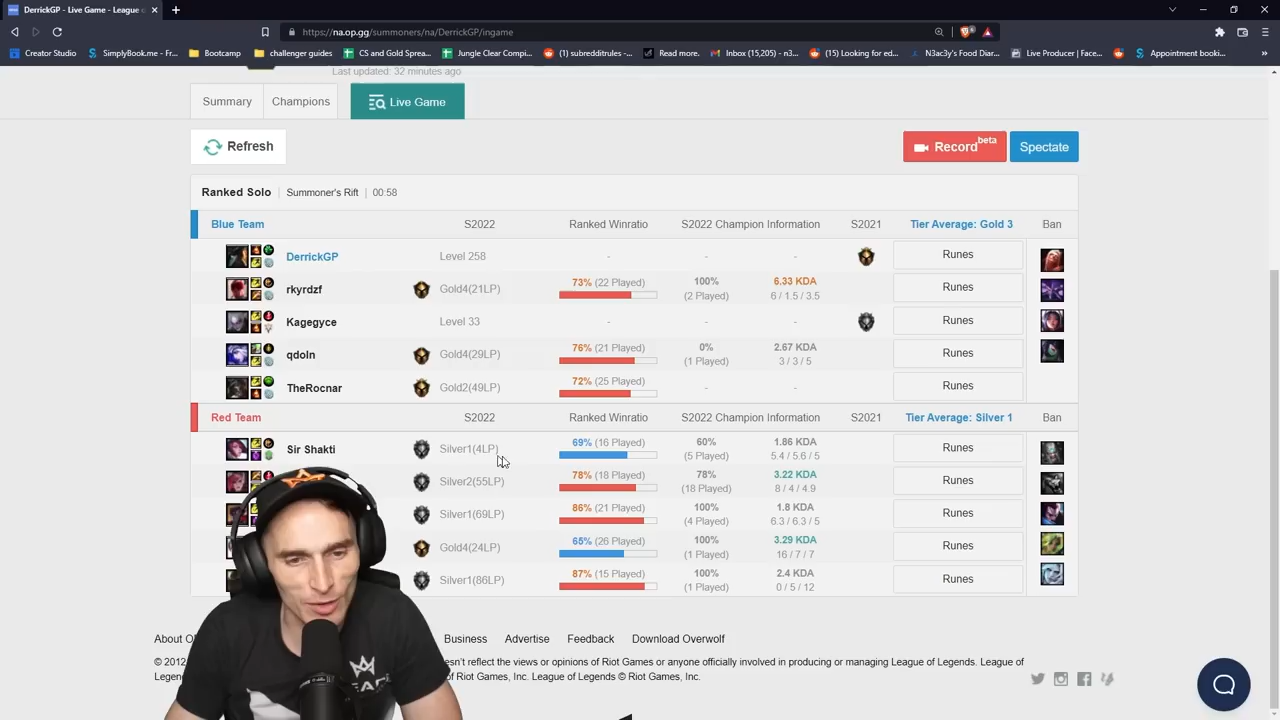 DerrickGP - Live Game - League o
https://na.op.gg/summoners/na/DerrickGP/ingame
Creator Studio
SimplyBook.me - Fr...
Bootcamp
challenger guides
CS and Gold Sprea...
Jungle Clear Compi...
(1) subredditrules -...
Read more.
Inbox (15,205) - n3...
(15) Looking for ed...
N3ac3y's Food Diar...
Live Producer | Face...
Post
Appointment booki...
Last updated: 32 minutes ago
Summary
Champions
Live Game
Refresh
Record beta
Spectate
Ranked Solo | Summoner's Rift | 00:58
Blue Team S2022 Ranked Winratio S2022 Champion Information S2021 Tier Average: Gold 3 Ban
DerrickGP Level 258 - - - Runes
rkyrdzf Gold4(21LP) 73% (22 Played) 100% (2 Played) 6.33 KDA 6 / 1.5 / 3.5 Runes
Kagegyce Level 33 - - - Runes
qdoln Gold4(29LP) 76% (21 Played) 0% (1 Played) 2.67 KDA 3 / 3 / 5 Runes
TheRocnar Gold2(49LP) 72% (25 Played) - - Runes
Red Team S2022 Ranked Winratio S2022 Champion Information S2021 Tier Average: Silver 1 Ban
Sir Shakti Silver1(4LP) 69% (16 Played) 60% (5 Played) 1.86 KDA 5.4 / 5.6 / 5 Runes
Silver2(55LP) 78% (18 Played) 78% (18 Played) 3.22 KDA 8 / 4 / 4.9 Runes
Silver1(69LP) 86% (21 Played) 100% (4 Played) 1.8 KDA 6.3 / 6.3 / 5 Runes
Gold4(24LP) 65% (26 Played) 100% (1 Played) 3.29 KDA 16 / 7 / 7 Runes
Silver1(86LP) 87% (15 Played) 100% (1 Played) 2.4 KDA 0 / 5 / 12 Runes
About Business Advertise Feedback Download Overwolf
© 2012 esn't reflect the views or opinions of Riot Games or anyone officially involved in producing or managing League of Legends. League of
of Riot Games, Inc. League of Legends © Riot Games, Inc.